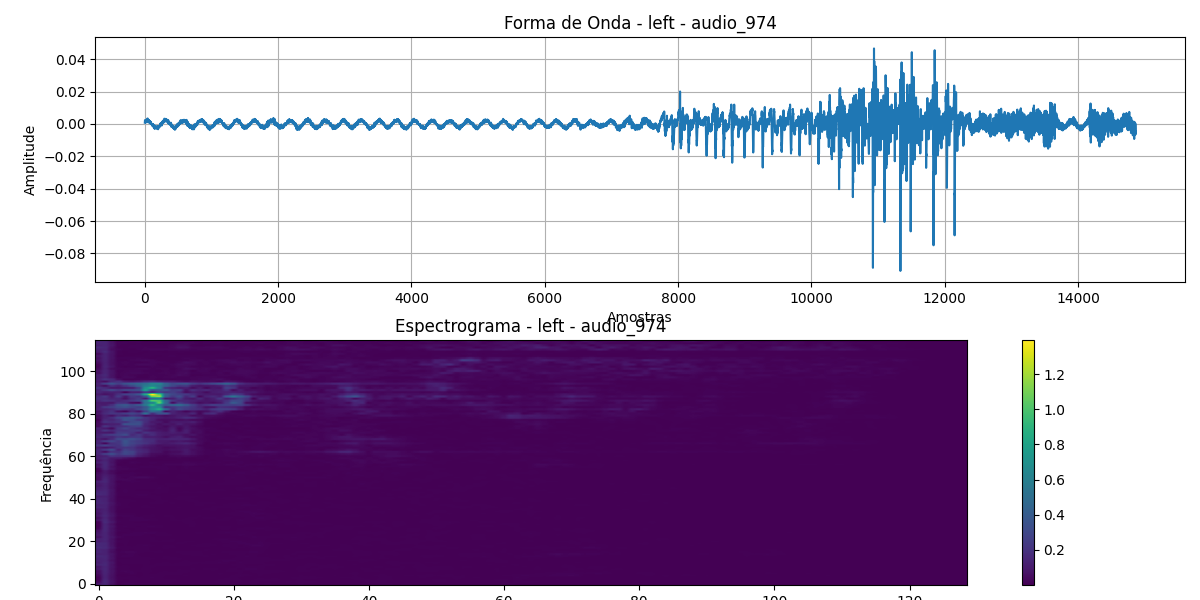 Forma de Onda - left - audio_974
Amplitude
0.04
0.02
0.00
−0.02
−0.04
−0.06
−0.08
0 2000 4000 6000 8000 10000 12000 14000
Amostras
Espectrograma - left - audio_974
Frequência
100
80
60
40
20
0
0 20 40 60 80 100 120
1.2
1.0
0.8
0.6
0.4
0.2